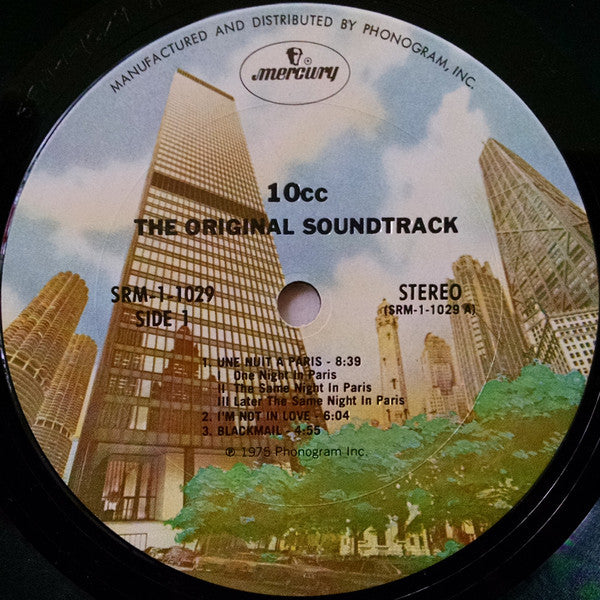 MANUFACTURED AND DISTRIBUTED BY PHONOGRAM, INC.
mercury
10cc
THE ORIGINAL SOUNDTRACK
SRM-1-1029
SIDE 1
STEREO
(SRM-1-1029 A)
1. UNE NUIT A PARIS - 8:39
One Night In Paris
II The Same Night In Paris
III Later The Same Night In Paris
2. I'M NOT IN LOVE - 6:04
3. BLACKMAIL - 4:55
℗ 1975 Phonogram Inc.